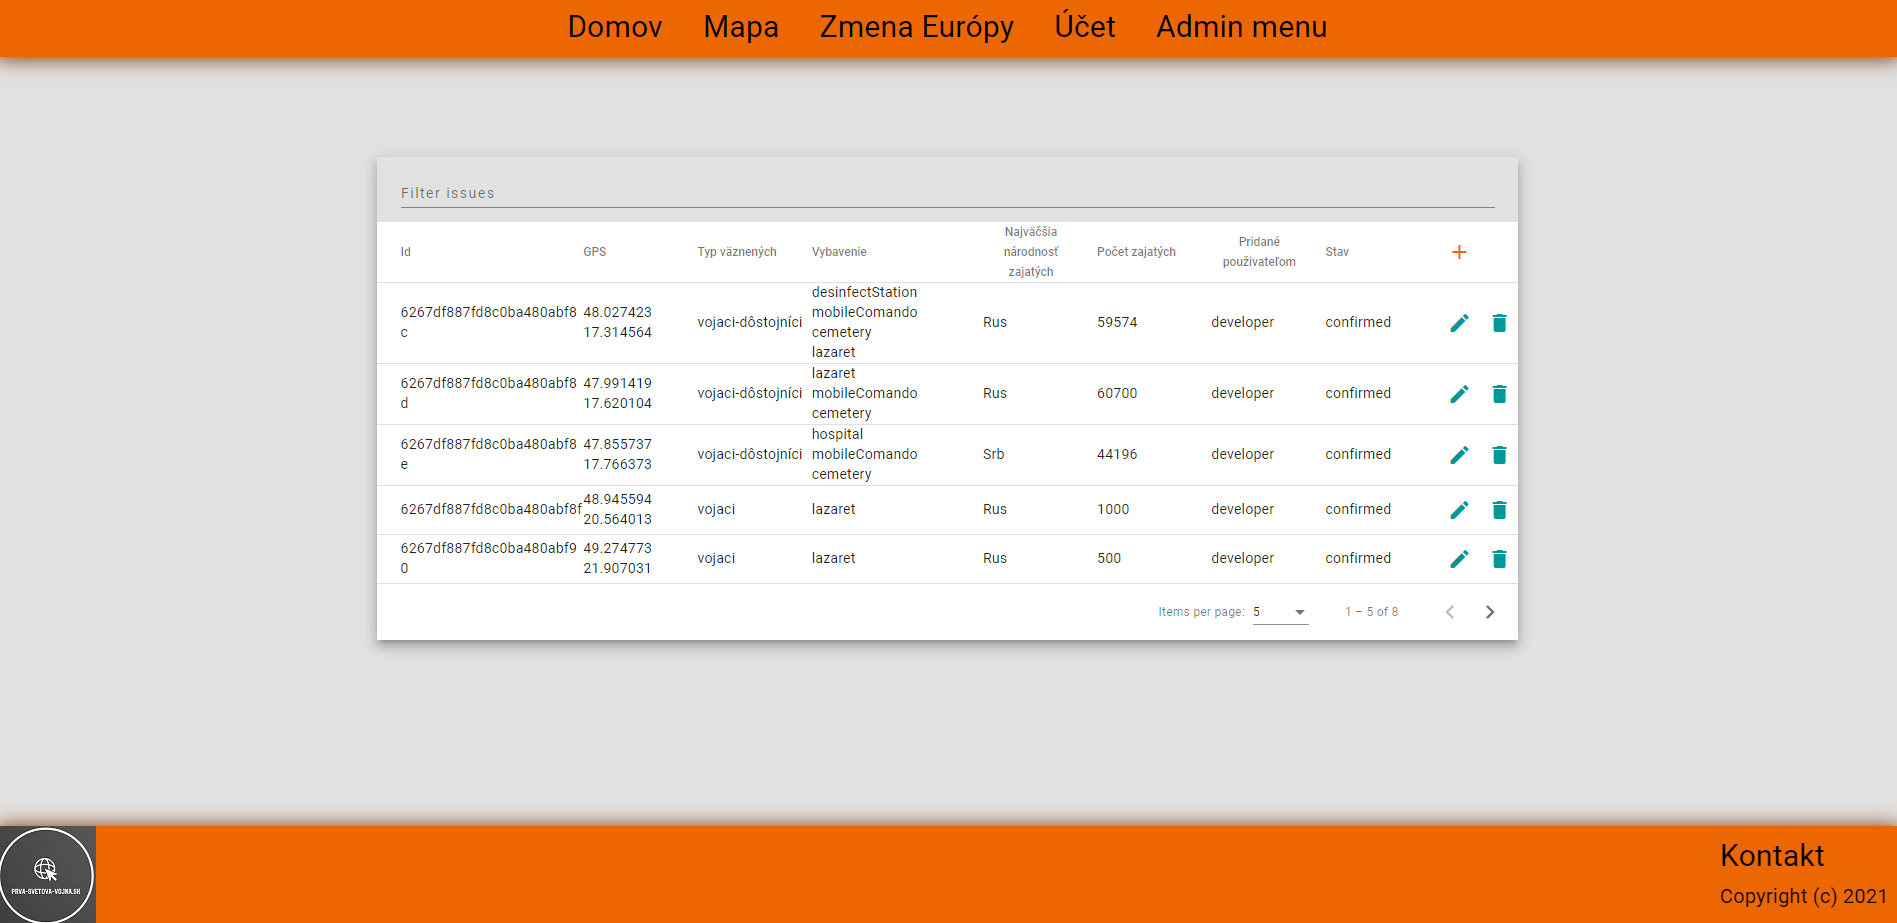 Domov Mapa Zmena Európy Účet Admin menu
Filter issues
Id GPS Typ väznených Vybavenie Najväčšia národnosť zajatých Počet zajatých Pridané používateľom Stav +
6267df887fd8c0ba480abf8 48.027423 vojaci-dôstojníci desinfectStation Rus 59574 developer confirmed
c 17.314564 mobileComando
cemetery
lazaret
6267df887fd8c0ba480abf8 47.991419 vojaci-dôstojníci lazaret Rus 60700 developer confirmed
d 17.620104 mobileComando
cemetery
6267df887fd8c0ba480abf8 47.855737 vojaci-dôstojníci hospital Srb 44196 developer confirmed
e 17.766373 mobileComando
cemetery
6267df887fd8c0ba480abf8f 48.945594 vojaci lazaret Rus 1000 developer confirmed
20.564013
6267df887fd8c0ba480abf9 49.274773 vojaci lazaret Rus 500 developer confirmed
0 21.907031
Items per page: 5 1 – 5 of 8
PRVA-SVETOVA-VOJNA.SK
Kontakt
Copyright (c) 2021